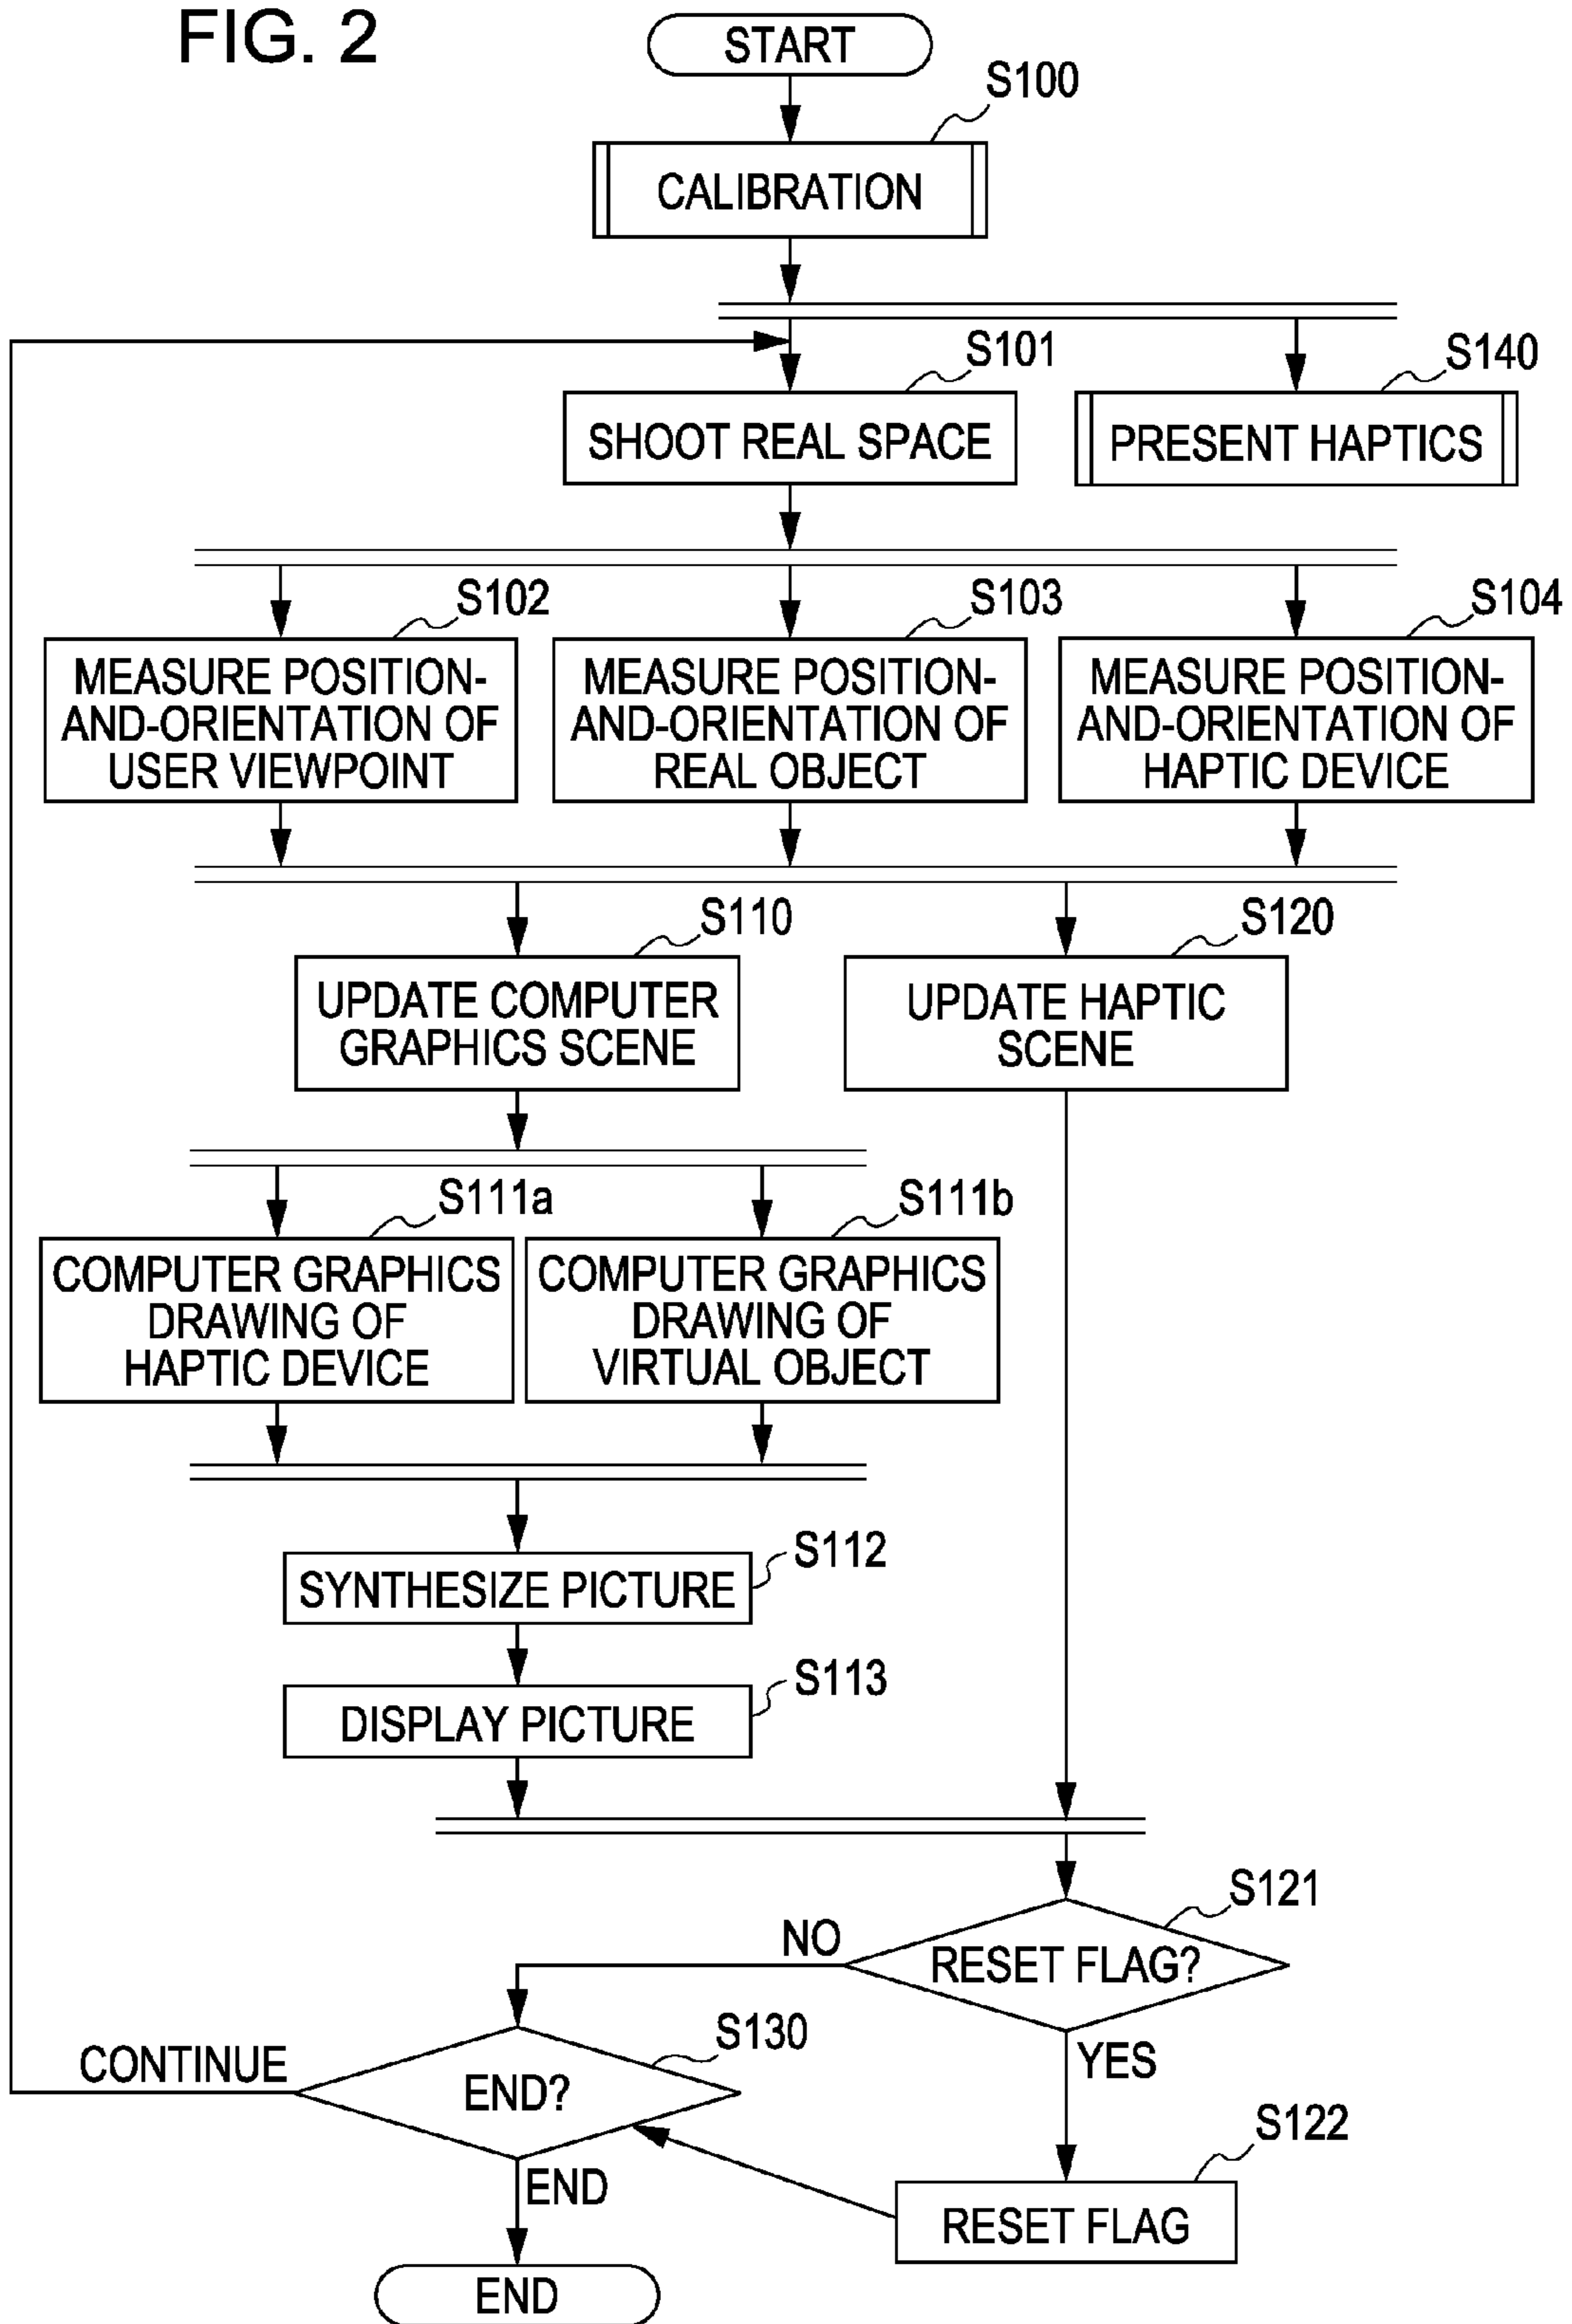 FIG. 2
START
S100
CALIBRATION
S101
SHOOT REAL SPACE
S140
PRESENT HAPTICS
S102
MEASURE POSITION-
AND-ORIENTATION OF
USER VIEWPOINT
S103
MEASURE POSITION-
AND-ORIENTATION OF
REAL OBJECT
S104
MEASURE POSITION-
AND-ORIENTATION OF
HAPTIC DEVICE
S110
UPDATE COMPUTER
GRAPHICS SCENE
S120
UPDATE HAPTIC
SCENE
S111a
COMPUTER GRAPHICS
DRAWING OF
HAPTIC DEVICE
S111b
COMPUTER GRAPHICS
DRAWING OF
VIRTUAL OBJECT
S112
SYNTHESIZE PICTURE
S113
DISPLAY PICTURE
S121
RESET FLAG?
NO
YES
S130
END?
CONTINUE
S122
RESET FLAG
END
END